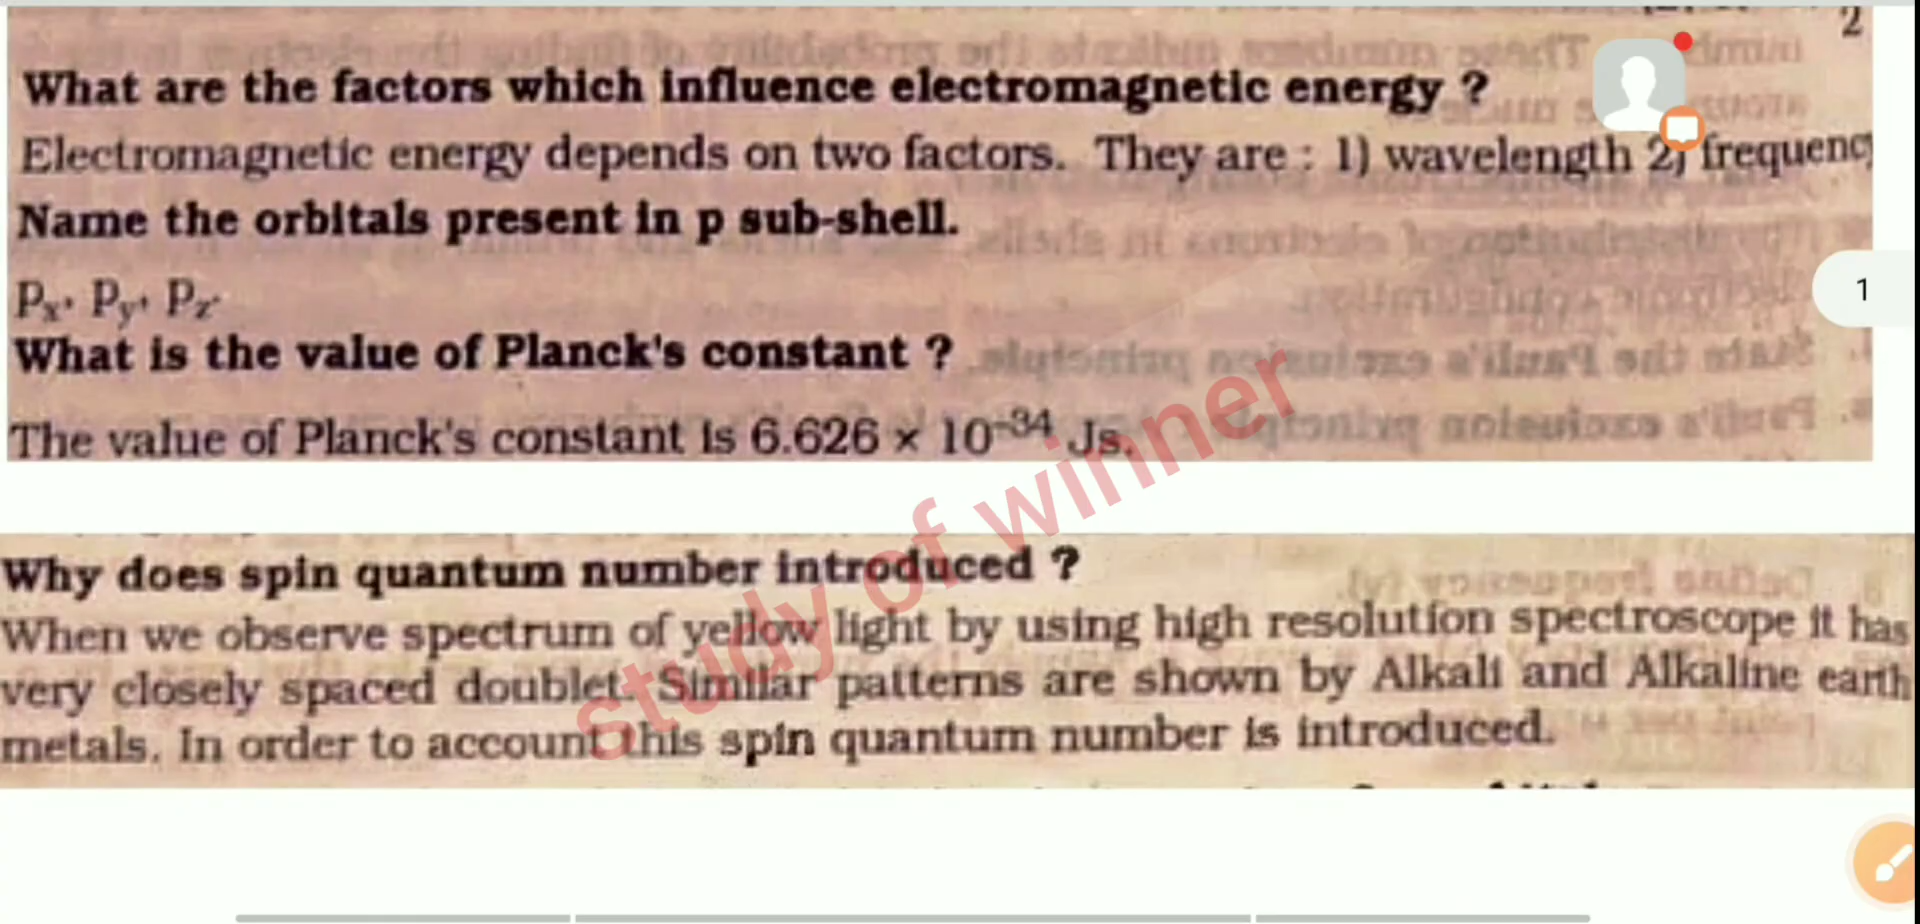 2
What are the factors which influence electromagnetic energy ?
Electromagnetic energy depends on two factors. They are : 1) wavelength 2) frequency
Name the orbitals present in p sub-shell.
Px, Py, Pz.
1
What is the value of Planck's constant ?
The value of Planck's constant is 6.626 × 10⁻³⁴ Js.
study of winner
Why does spin quantum number introduced ?
When we observe spectrum of yellow light by using high resolution spectroscope it has
very closely spaced doublet. Similar patterns are shown by Alkali and Alkaline earth
metals. In order to account this spin quantum number is introduced.